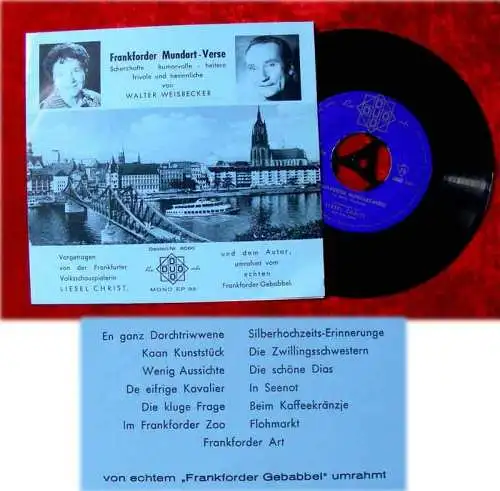 Frankforder Mundart-Verse
Scherzhafte humorvolle - heitere
frivole und besinnliche
von
WALTER WEISBECKER
Vorgetragen
von der Frankfurter
Volksschauspielerin
LIESEL CHRIST,
DUO
MONO EP
und dem Autor,
umrahmt vom
echten
Frankforder Gebabbel.
LIESEL CHRIST
En ganz Dorchtriwwene
Kaan Kunststück
Wenig Aussichte
De eifrige Kavalier
Die kluge Frage
Im Frankforder Zoo
Silberhochzeits-Erinnerunge
Die Zwillingsschwestern
Die schöne Dias
In Seenot
Beim Kaffeekränzje
Flohmarkt
Frankforder Art
von echtem „Frankforder Gebabbel" umrahmt